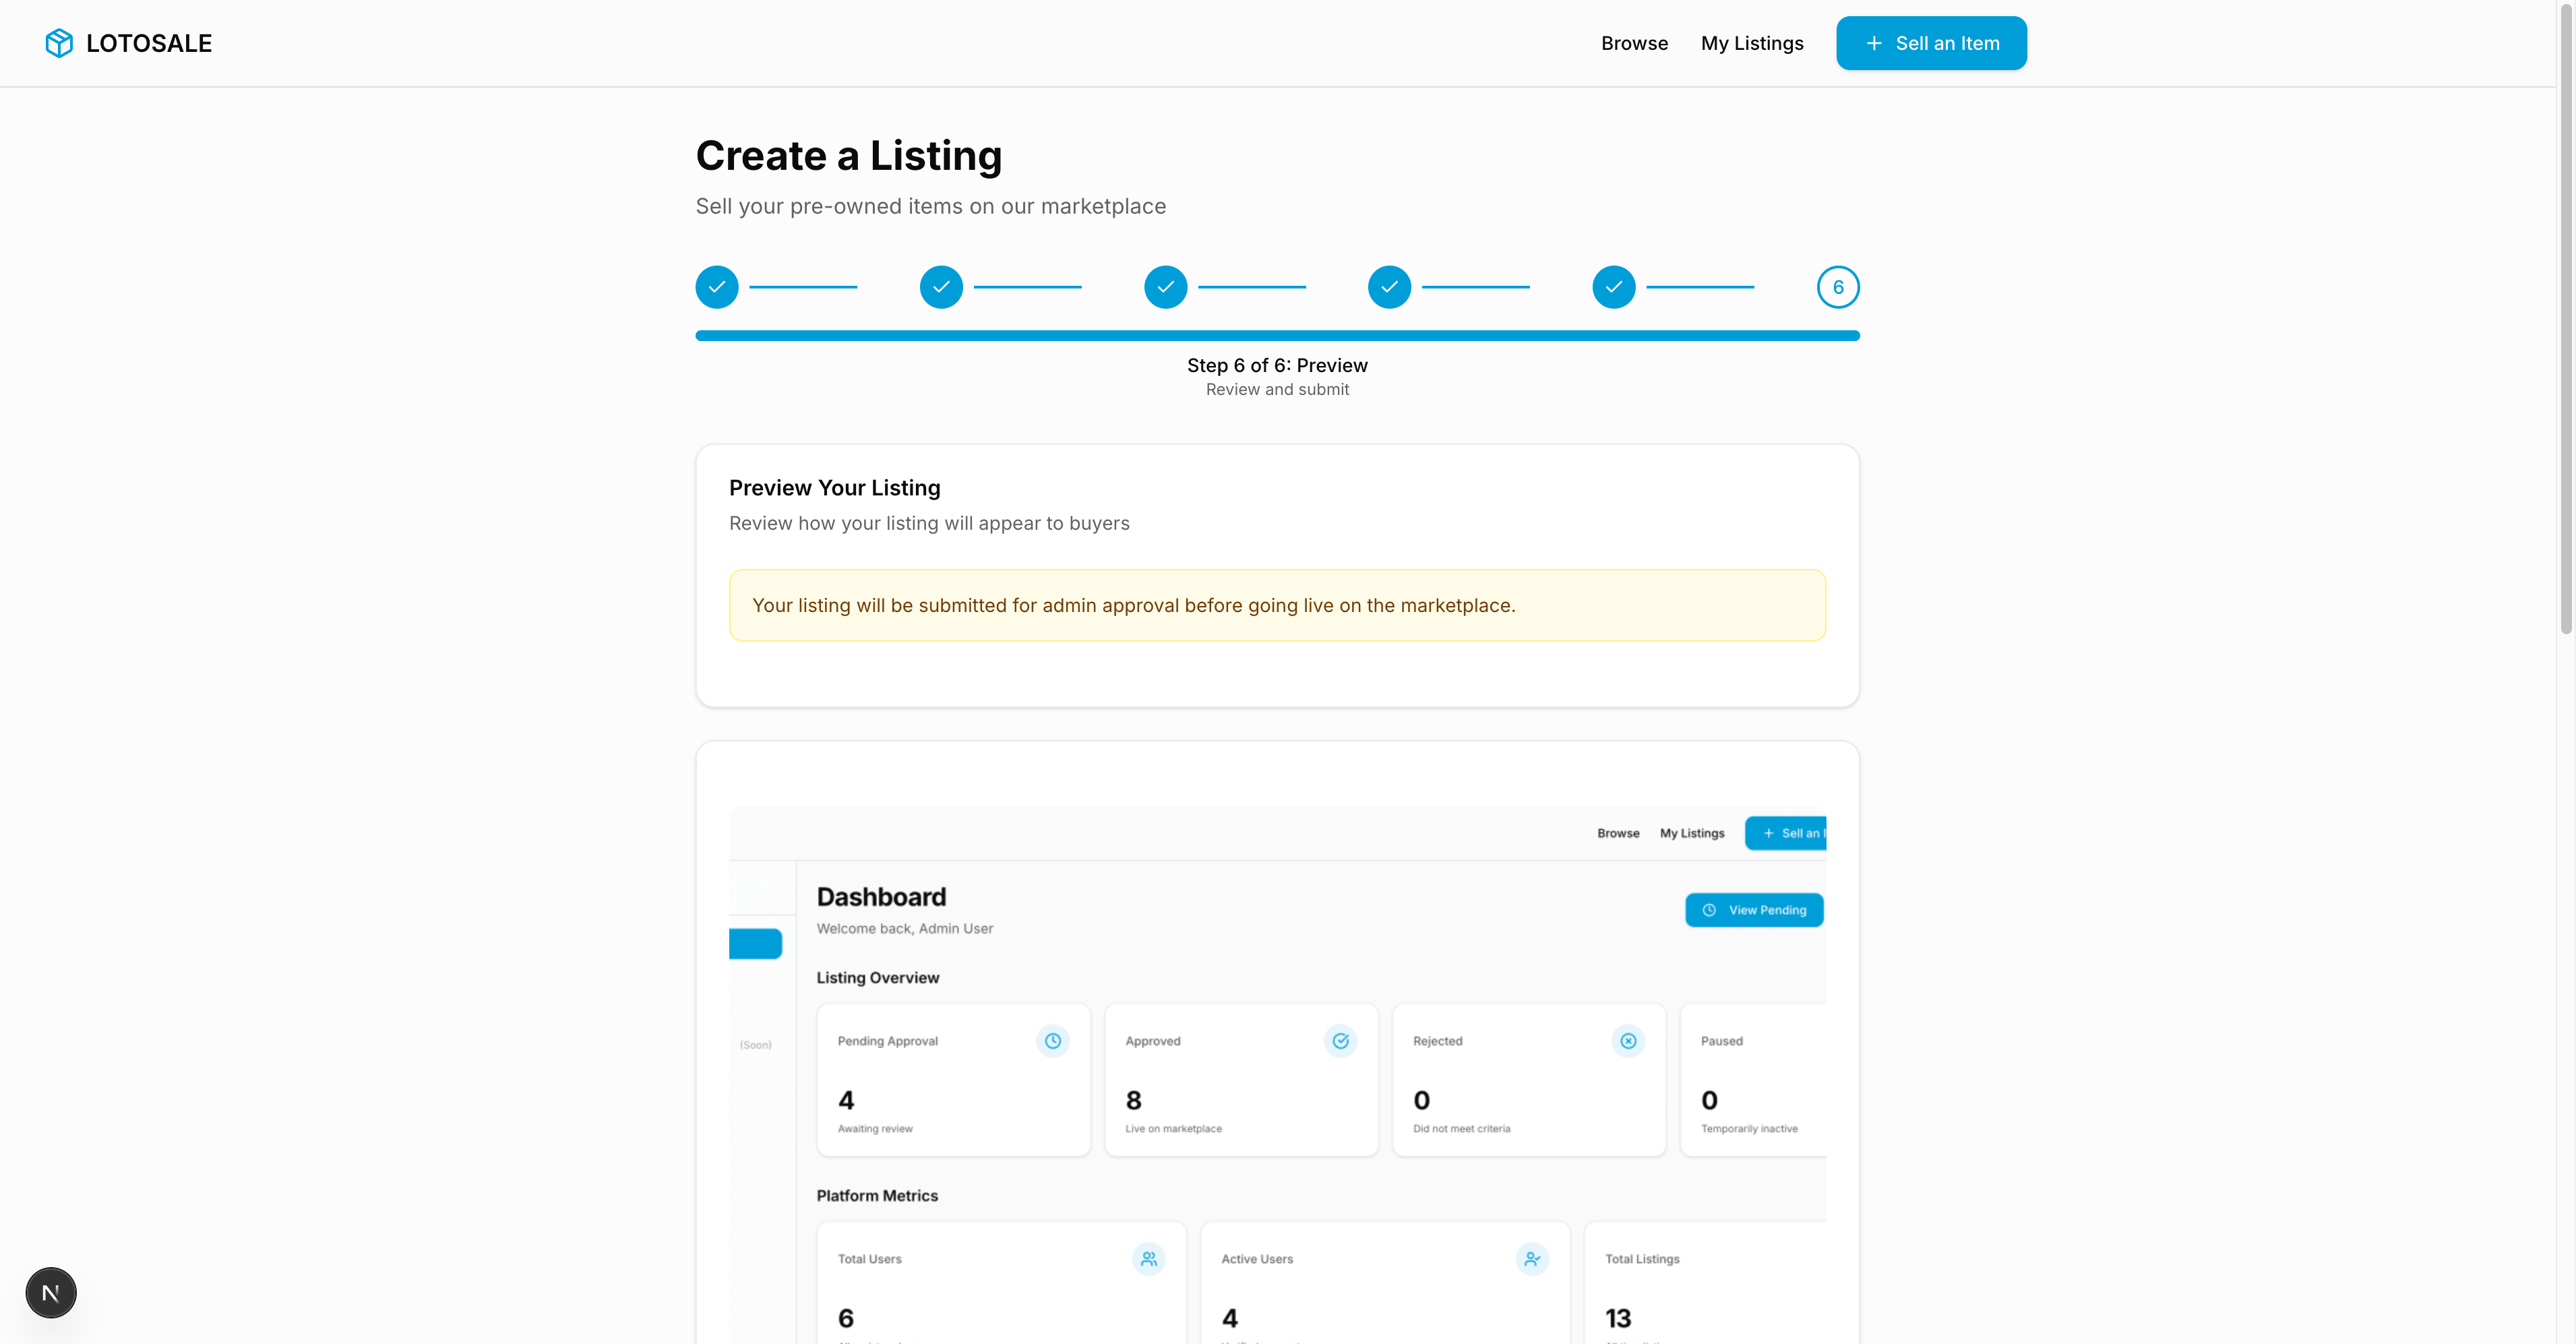 LOTOSALE
Browse
My Listings
+ Sell an Item
Create a Listing
Sell your pre-owned items on our marketplace
6
Step 6 of 6: Preview
Review and submit
Preview Your Listing
Review how your listing will appear to buyers
Your listing will be submitted for admin approval before going live on the marketplace.
Browse
My Listings
+ Sell an I
Dashboard
Welcome back, Admin User
View Pending
Listing Overview
(Soon)
Pending Approval
4
Awaiting review
Approved
8
Live on marketplace
Rejected
0
Did not meet criteria
Paused
0
Temporarily inactive
Platform Metrics
Total Users
6
Active Users
4
Total Listings
13
N